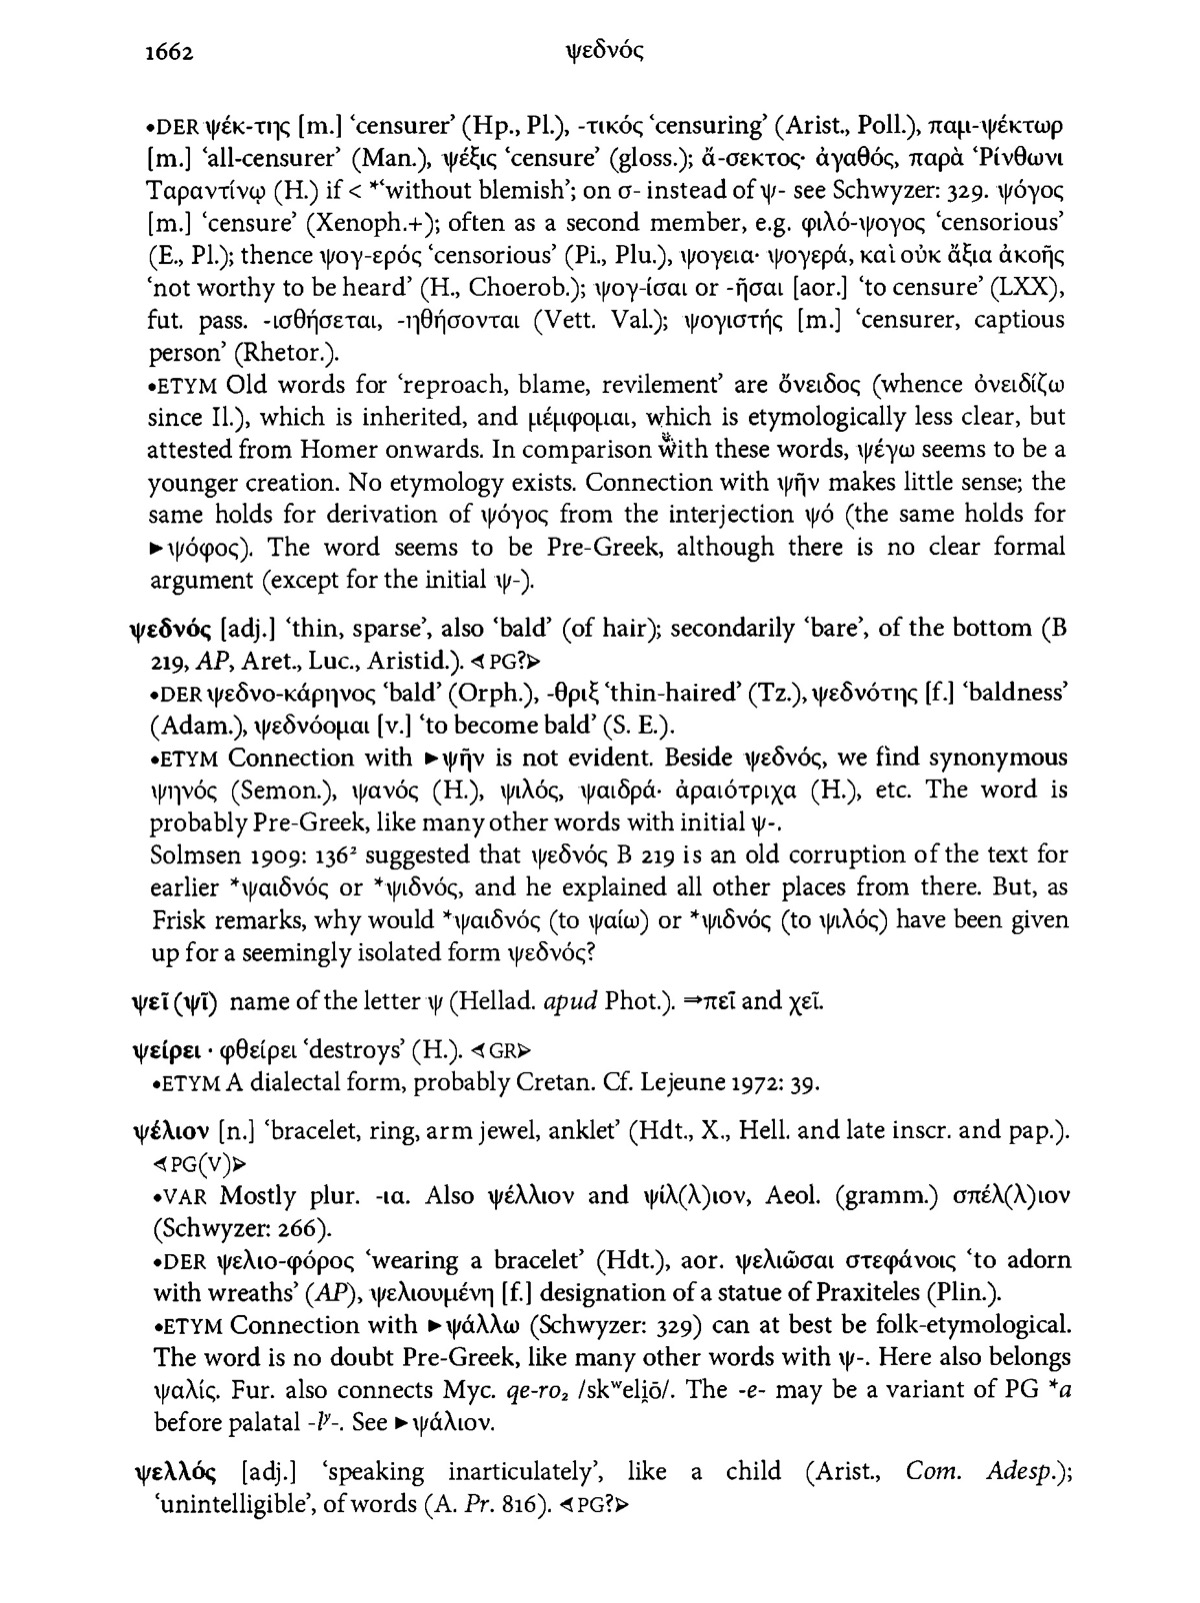 1662
ψεδνός
•DER ψέκ-της [m.] ‘censurer’ (Hp., Pl.), -τικός ‘censuring’ (Arist., Poll.), παμ-ψέκτωρ
[m.] ‘all-censurer’ (Man.), ψέξις ‘censure’ (gloss.); ἄ-σεκτος· ἀγαθός, παρὰ Ῥίνθωνι
Ταραντίνῳ (H.) if < *‘without blemish’; on σ- instead of ψ- see Schwyzer: 329. ψόγος
[m.] ‘censure’ (Xenoph.+); often as a second member, e.g. φιλό-ψογος ‘censorious’
(E., Pl.); thence ψογ-ερός ‘censorious’ (Pi., Plu.), ψογεια· ψογερά, καὶ οὐκ ἄξια ἀκοῆς
‘not worthy to be heard’ (H., Choerob.); ψογ-ίσαι or -ῆσαι [aor.] ‘to censure’ (LXX),
fut. pass. -ισθήσεται, -ηθήσονται (Vett. Val.); ψογιστής [m.] ‘censurer, captious
person’ (Rhetor.).
•ETYM Old words for ‘reproach, blame, revilement’ are ὄνειδος (whence ὀνειδίζω
since Il.), which is inherited, and μέμφομαι, which is etymologically less clear, but
attested from Homer onwards. In comparison with these words, ψέγω seems to be a
younger creation. No etymology exists. Connection with ψῆν makes little sense; the
same holds for derivation of ψόγος from the interjection ψό (the same holds for
►ψόφος). The word seems to be Pre-Greek, although there is no clear formal
argument (except for the initial ψ-).
ψεδνός [adj.] ‘thin, sparse’, also ‘bald’ (of hair); secondarily ‘bare’, of the bottom (B
219, AP, Aret., Luc., Aristid.). ⊲PG?⊳
•DER ψεδνο-κάρηνος ‘bald’ (Orph.), -θριξ ‘thin-haired’ (Tz.), ψεδνότης [f.] ‘baldness’
(Adam.), ψεδνόομαι [v.] ‘to become bald’ (S. E.).
•ETYM Connection with ►ψῆν is not evident. Beside ψεδνός, we find synonymous
ψηνός (Semon.), ψανός (H.), ψιλός, ψαιδρά· ἀραιότριχα (H.), etc. The word is
probably Pre-Greek, like many other words with initial ψ-.
Solmsen 1909: 136² suggested that ψεδνός B 219 is an old corruption of the text for
earlier *ψαιδνός or *ψιδνός, and he explained all other places from there. But, as
Frisk remarks, why would *ψαιδνός (to ψαίω) or *ψιδνός (to ψιλός) have been given
up for a seemingly isolated form ψεδνός?
ψεῖ (ψῖ) name of the letter ψ (Hellad. apud Phot.). ⇒πεῖ and χεῖ.
ψείρει · φθείρει ‘destroys’ (H.). ⊲GR⊳
•ETYM A dialectal form, probably Cretan. Cf. Lejeune 1972: 39.
ψέλιον [n.] ‘bracelet, ring, arm jewel, anklet’ (Hdt., X., Hell. and late inscr. and pap.).
⊲PG(V)⊳
•VAR Mostly plur. -ια. Also ψέλλιον and ψίλ(λ)ιον, Aeol. (gramm.) σπέλ(λ)ιον
(Schwyzer: 266).
•DER ψελιο-φόρος ‘wearing a bracelet’ (Hdt.), aor. ψελιῶσαι στεφάνοις ‘to adorn
with wreaths’ (AP), ψελιουμένη [f.] designation of a statue of Praxiteles (Plin.).
•ETYM Connection with ►ψάλλω (Schwyzer: 329) can at best be folk-etymological.
The word is no doubt Pre-Greek, like many other words with ψ-. Here also belongs
ψαλίς. Fur. also connects Myc. qe-ro₂ /skʷeli̯ō/. The -e- may be a variant of PG *a
before palatal -lʸ-. See ►ψάλιον.
ψελλός [adj.] ‘speaking inarticulately’, like a child (Arist., Com. Adesp.);
‘unintelligible’, of words (A. Pr. 816). ⊲PG?⊳